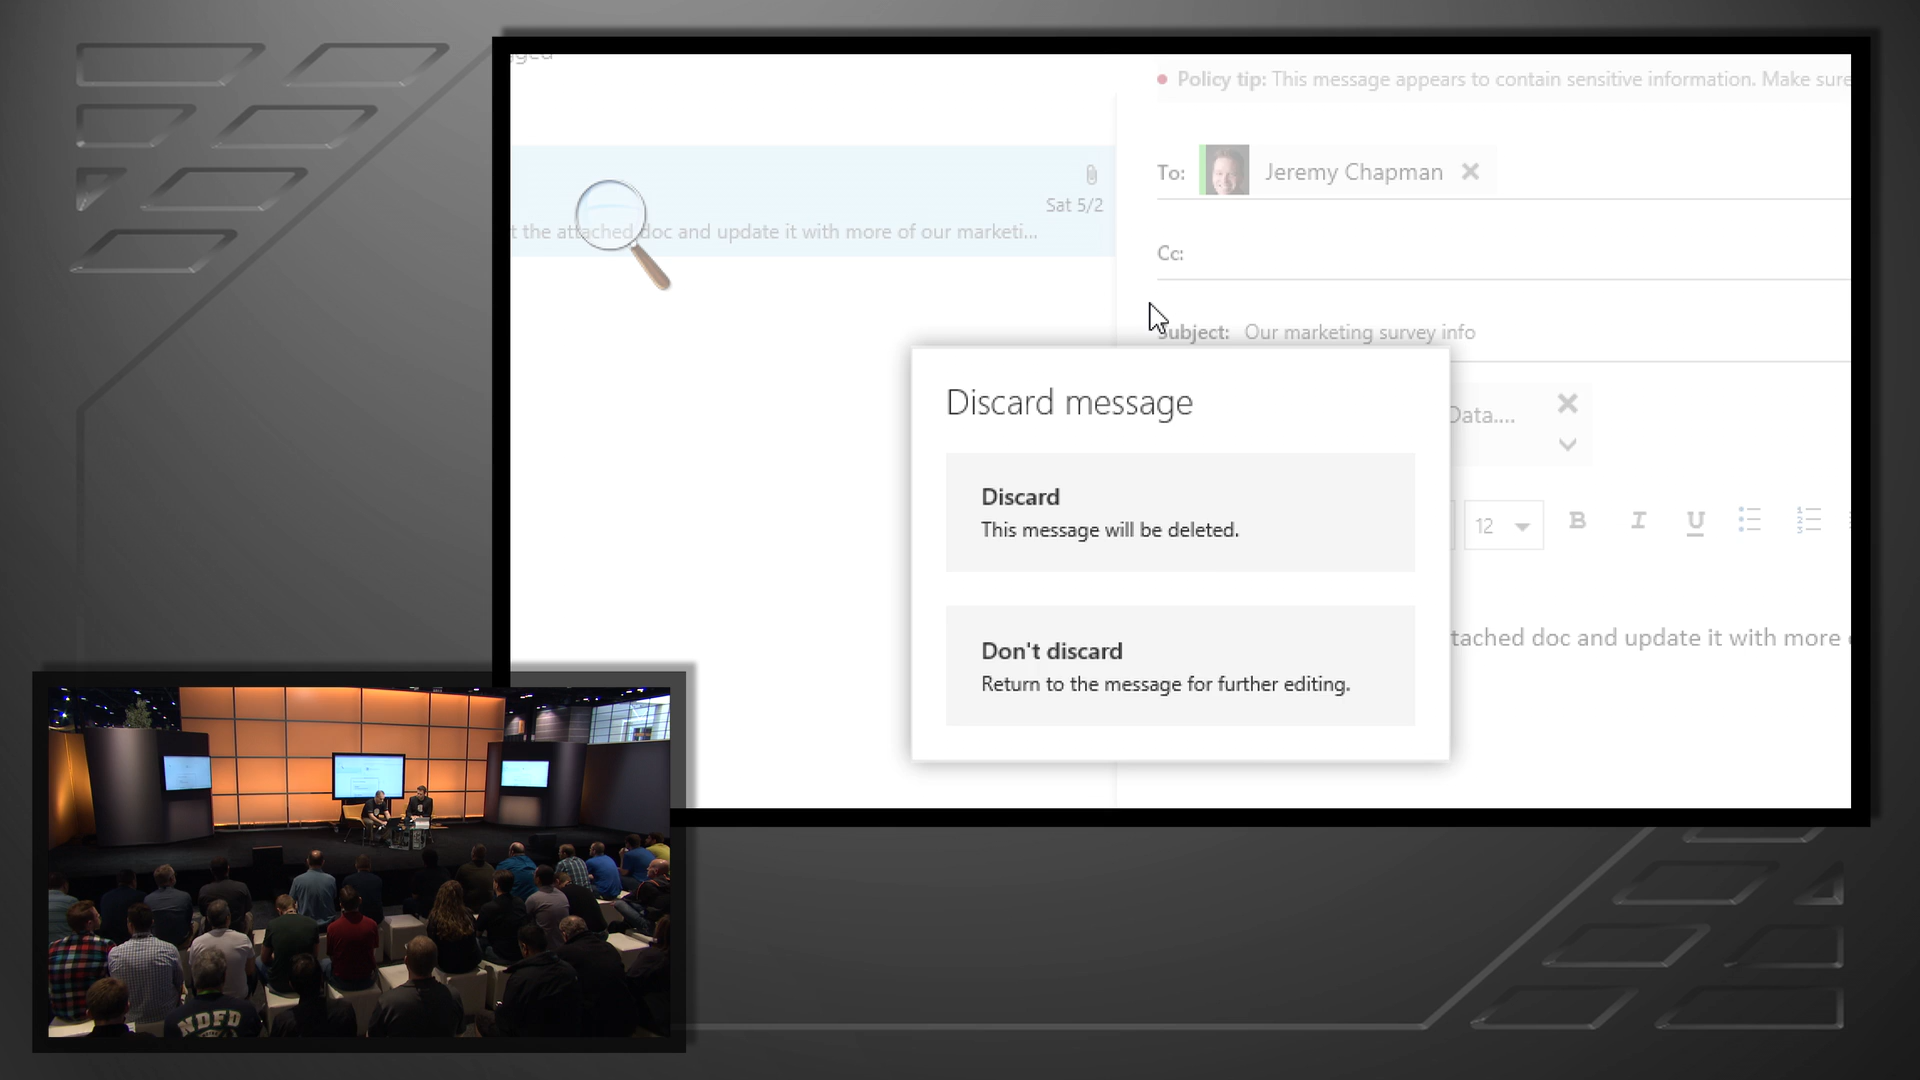 Policy tip: This message appears to contain sensitive information. Make sure
To: Jeremy Chapman
Sat 5/2
t the attached doc and update it with more of our marketi...
Cc:
Subject: Our marketing survey info
Discard message
Data....
Discard
This message will be deleted.
12 B I U
Don't discard
Return to the message for further editing.
tached doc and update it with more
NDFD